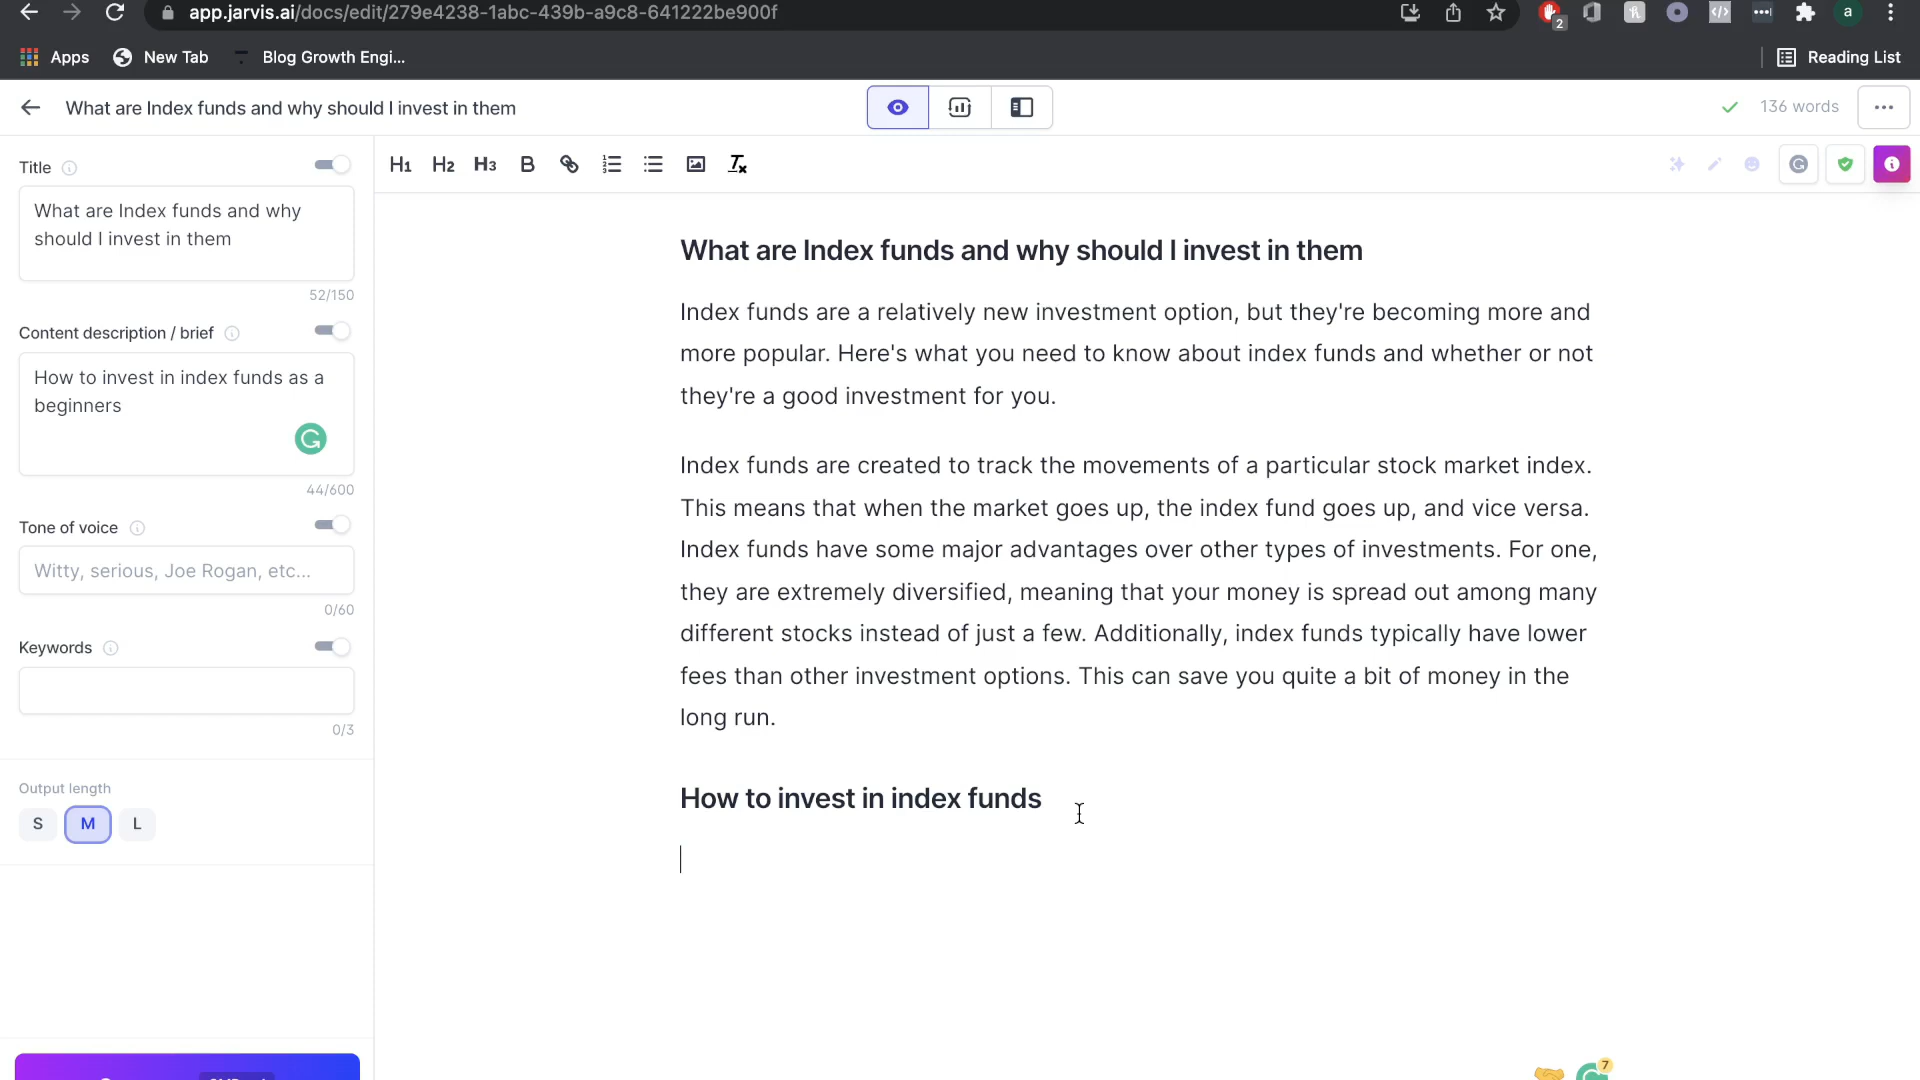 app.jarvis.ai/docs/edit/279e4238-1abc-439b-a9c8-641222be900f
2
a
Apps
New Tab
Blog Growth Engi...
Reading List
What are Index funds and why should I invest in them
136 words
Title
What are Index funds and why
should I invest in them
52/150
Content description / brief
How to invest in index funds as a
beginners
44/600
Tone of voice
Witty, serious, Joe Rogan, etc...
0/60
Keywords
0/3
Output length
S
M
L
H1
H2
H3
B
What are Index funds and why should I invest in them
Index funds are a relatively new investment option, but they're becoming more and
more popular. Here's what you need to know about index funds and whether or not
they're a good investment for you.
Index funds are created to track the movements of a particular stock market index.
This means that when the market goes up, the index fund goes up, and vice versa.
Index funds have some major advantages over other types of investments. For one,
they are extremely diversified, meaning that your money is spread out among many
different stocks instead of just a few. Additionally, index funds typically have lower
fees than other investment options. This can save you quite a bit of money in the
long run.
How to invest in index funds
7